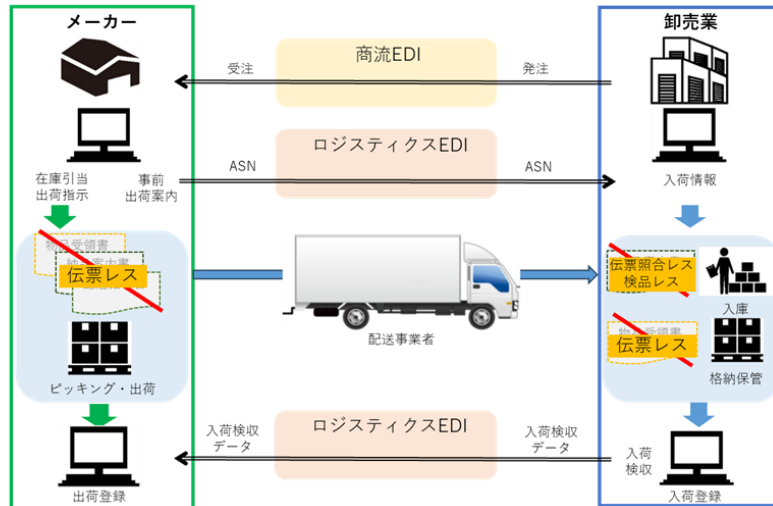 メーカー
卸売業
商流EDI
受注
発注
ロジスティクスEDI
ASN
ASN
在庫引当
出荷指示
事前
出荷案内
入荷情報
物品受領書
伝票レス
ピッキング・出荷
配送事業者
伝票照合レス
検品レス
入庫
伝票レス
格納保管
ロジスティクスEDI
入荷検収
データ
入荷検収
データ
入荷
検収
出荷登録
入荷登録